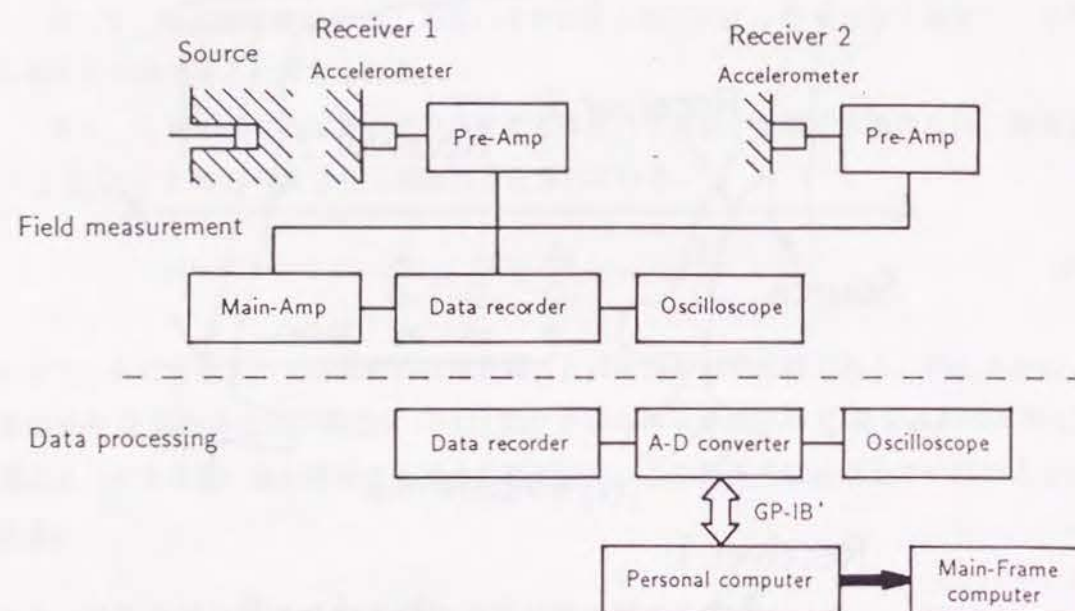 Source
Receiver 1
Accelerometer
Pre-Amp
Receiver 2
Accelerometer
Pre-Amp
Field measurement
Main-Amp
Data recorder
Oscilloscope
Data processing
Data recorder
A-D converter
Oscilloscope
GP-IB*
Personal computer
Main-Frame
computer